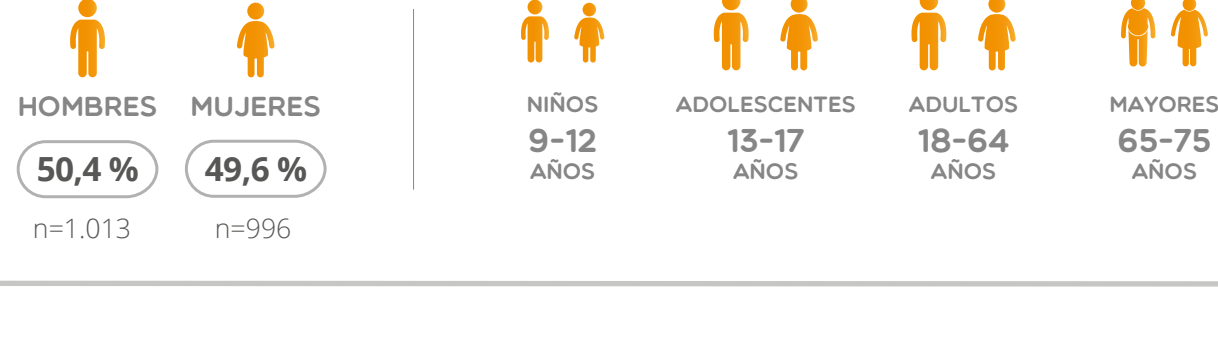 HOMBRES
50,4 %
n=1.013
MUJERES
49,6 %
n=996
NIÑOS
9-12
AÑOS
ADOLESCENTES
13-17
AÑOS
ADULTOS
18-64
AÑOS
MAYORES
65-75
AÑOS